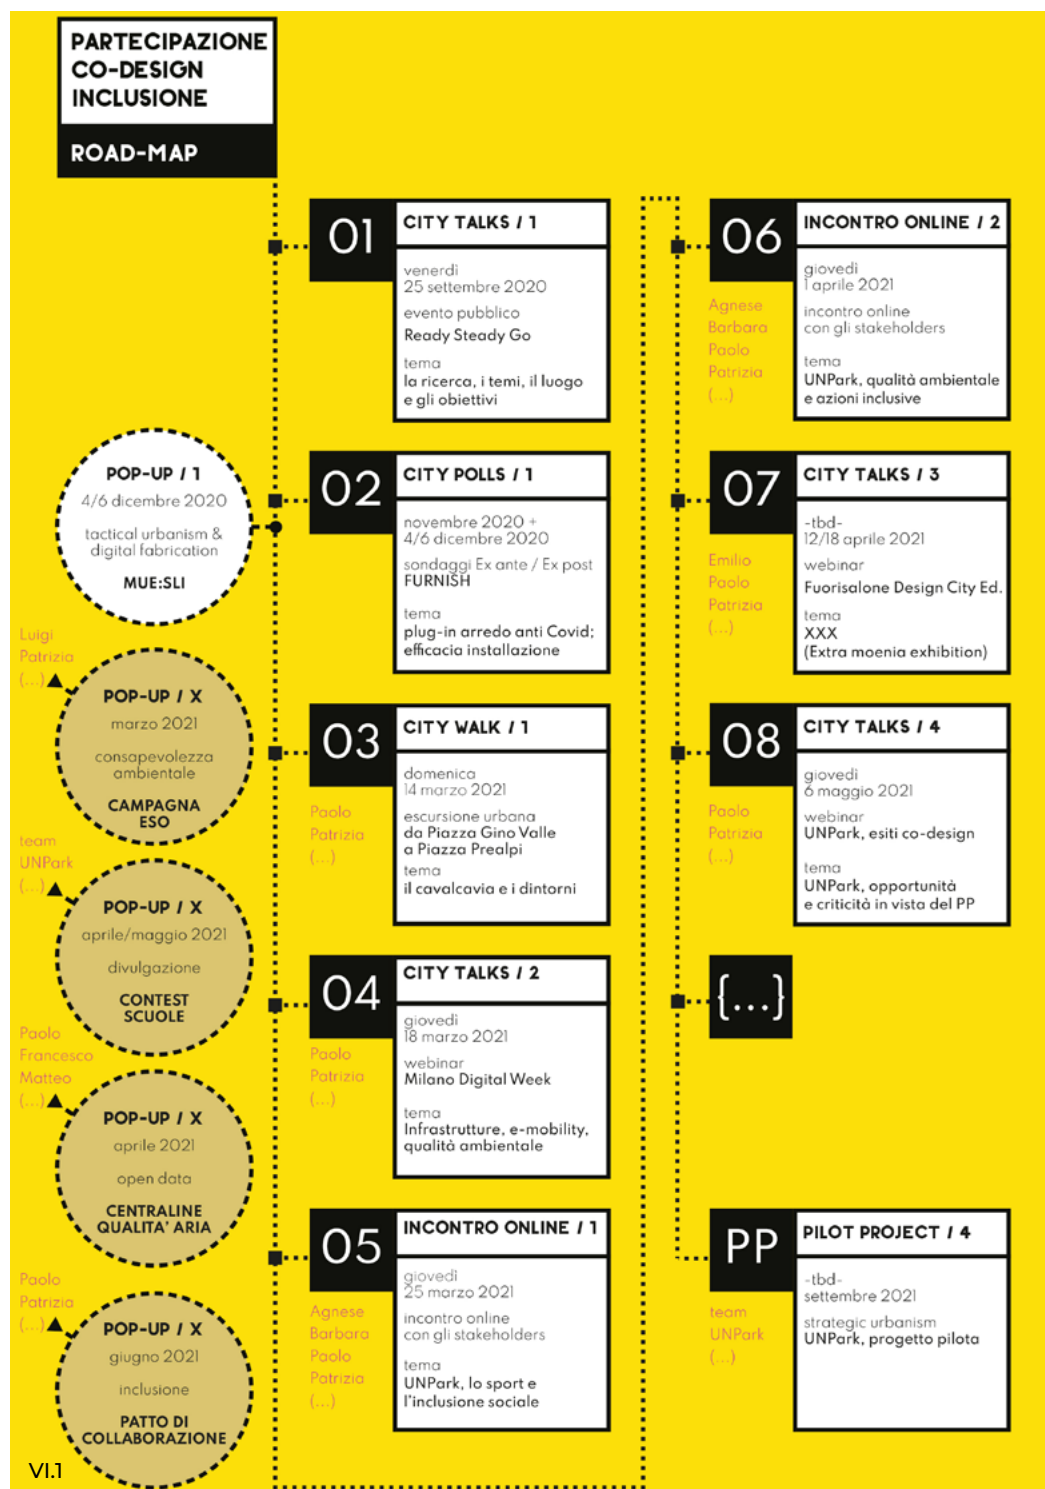 PARTECIPAZIONE
CO-DESIGN
INCLUSIONE
ROAD-MAP
01
CITY TALKS / 1
venerdì
25 settembre 2020
evento pubblico
Ready Steady Go
tema
la ricerca, i temi, il luogo
e gli obiettivi
POP-UP / 1
4/6 dicembre 2020
tactical urbanism &
digital fabrication
MUE:SLI
02
CITY POLLS / 1
novembre 2020 +
4/6 dicembre 2020
sondaggi Ex ante / Ex post
FURNISH
tema
plug-in arredo anti Covid;
efficacia installazione
Luigi
Patrizia
(...)
POP-UP / X
marzo 2021
consapevolezza
ambientale
CAMPAGNA
ESO
03
Paolo
Patrizia
(...)
CITY WALK / 1
domenica
14 marzo 2021
escursione urbana
da Piazza Gino Valle
a Piazza Prealpi
tema
il cavalcavia e i dintorni
team
UNPark
(...)
POP-UP / X
aprile/maggio 2021
divulgazione
CONTEST
SCUOLE
04
Paolo
Patrizia
(...)
CITY TALKS / 2
giovedì
18 marzo 2021
webinar
Milano Digital Week
tema
Infrastrutture, e-mobility,
qualità ambientale
Paolo
Francesco
Matteo
(...)
POP-UP / X
aprile 2021
open data
CENTRALINE
QUALITA' ARIA
05
Agnese
Barbara
Paolo
Patrizia
(...)
INCONTRO ONLINE / 1
giovedì
25 marzo 2021
incontro online
con gli stakeholders
tema
UNPark, lo sport e
l'inclusione sociale
Paolo
Patrizia
(...)
POP-UP / X
giugno 2021
inclusione
PATTO DI
COLLABORAZIONE
06
Agnese
Barbara
Paolo
Patrizia
(...)
INCONTRO ONLINE / 2
giovedì
1 aprile 2021
incontro online
con gli stakeholders
tema
UNPark, qualità ambientale
e azioni inclusive
07
Emilio
Paolo
Patrizia
(...)
CITY TALKS / 3
-tbd-
12/18 aprile 2021
webinar
Fuorisalone Design City Ed.
tema
XXX
(Extra moenia exhibition)
08
Paolo
Patrizia
(...)
CITY TALKS / 4
giovedì
6 maggio 2021
webinar
UNPark, esiti co-design
tema
UNPark, opportunità
e criticità in vista del PP
{...}
PP
team
UNPark
(...)
PILOT PROJECT / 4
-tbd-
settembre 2021
strategic urbanism
UNPark, progetto pilota
VI.1